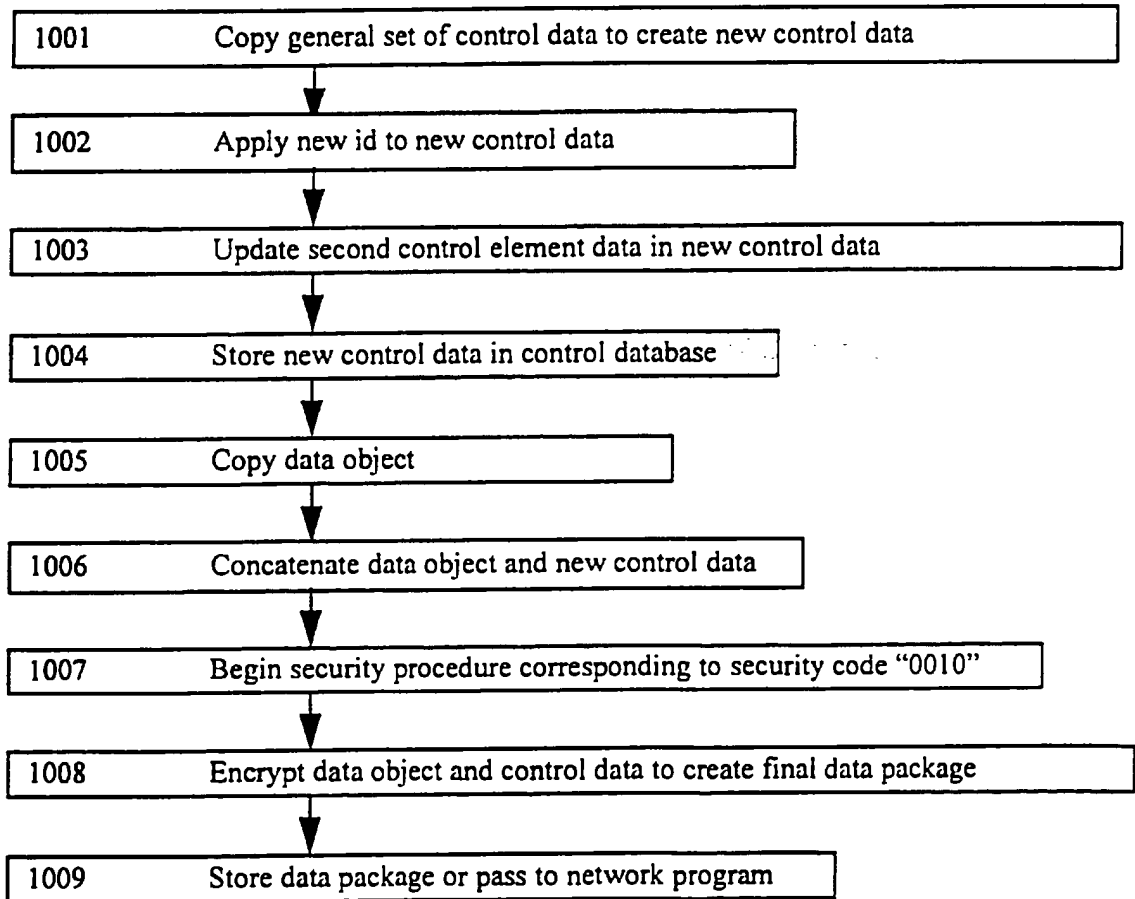 1001 Copy general set of control data to create new control data
1002 Apply new id to new control data
1003 Update second control element data in new control data
1004 Store new control data in control database
1005 Copy data object
1006 Concatenate data object and new control data
1007 Begin security procedure corresponding to security code “0010”
1008 Encrypt data object and control data to create final data package
1009 Store data package or pass to network program